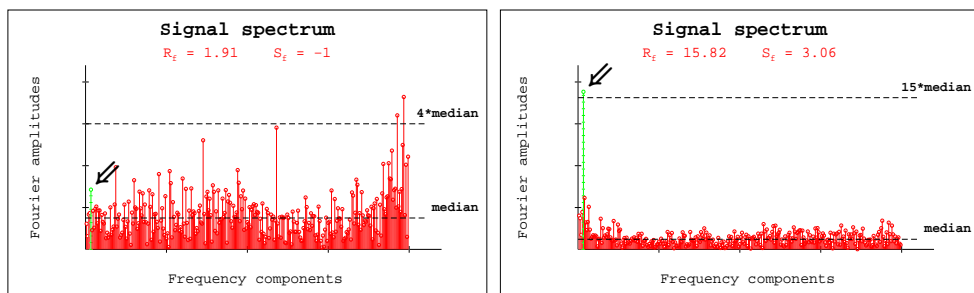 Signal spectrum
R_f = 1.91 S_f = -1
4*median
median
Fourier amplitudes
Frequency components
Signal spectrum
R_f = 15.82 S_f = 3.06
15*median
median
Fourier amplitudes
Frequency components